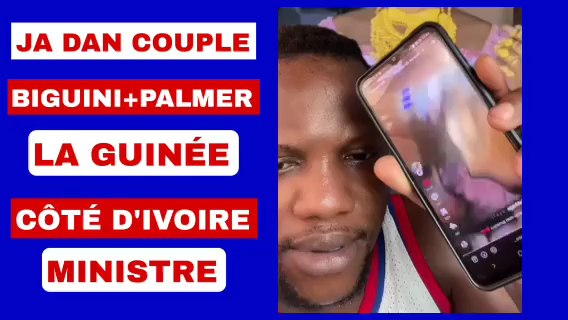 JA DAN COUPLE
BIGUINI+PALMER
LA GUINÉE
CÔTÉ D'IVOIRE
MINISTRE